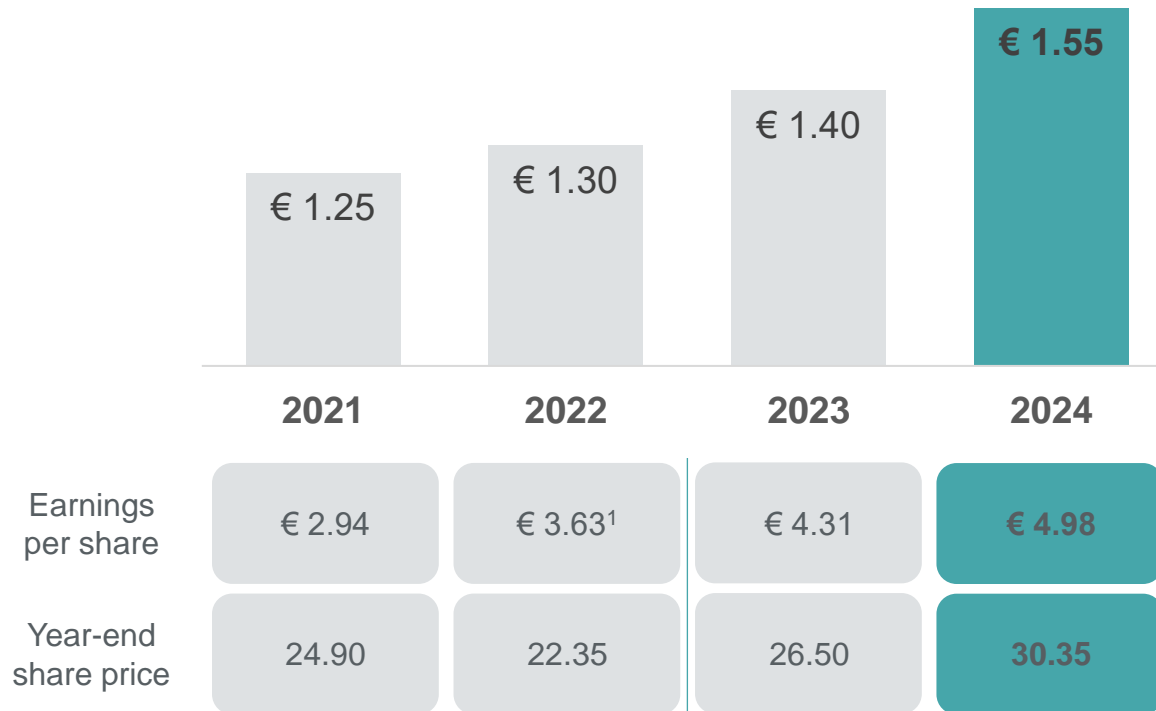 € 1.25
€ 1.30
€ 1.40
€ 1.55
2021 2022 2023 2024
Earnings
per share
€ 2.94 € 3.63¹ € 4.31 € 4.98
Year-end
share price
24.90 22.35 26.50 30.35